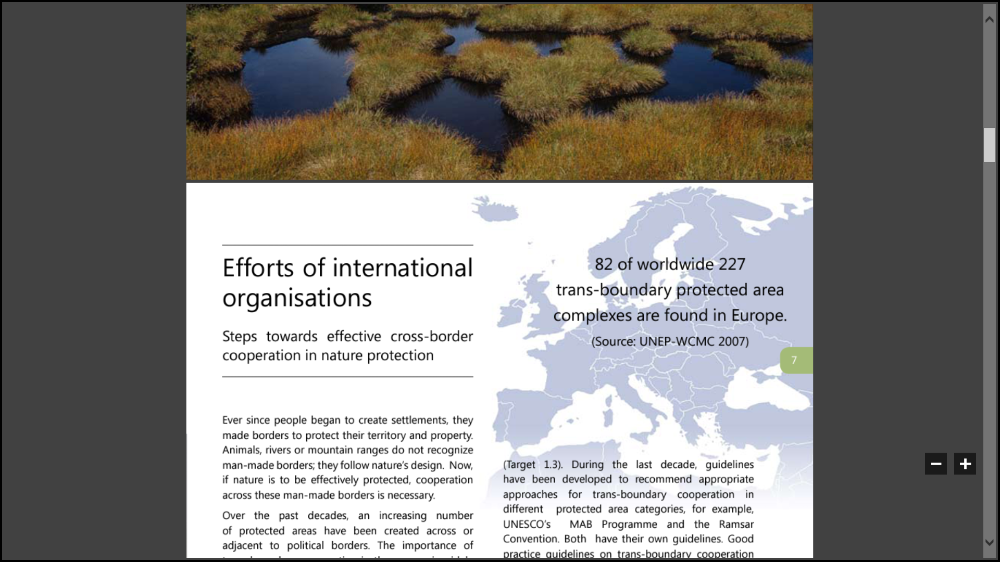 Efforts of international
organisations
Steps towards effective cross-border
cooperation in nature protection
Ever since people began to create settlements, they
made borders to protect their territory and property.
Animals, rivers or mountain ranges do not recognize
man-made borders; they follow nature's design. Now,
if nature is to be effectively protected, cooperation
across these man-made borders is necessary.
Over the past decades, an increasing number
of protected areas have been created across or
adjacent to political borders. The importance of
82 of worldwide 227
trans-boundary protected area
complexes are found in Europe.
(Source: UNEP-WCMC 2007)
7
(Target 1.3). During the last decade, guidelines
have been developed to recommend appropriate
approaches for trans-boundary cooperation in
different protected area categories, for example,
UNESCO's MAB Programme and the Ramsar
Convention. Both have their own guidelines. Good
practice guidelines on trans-boundary cooperation